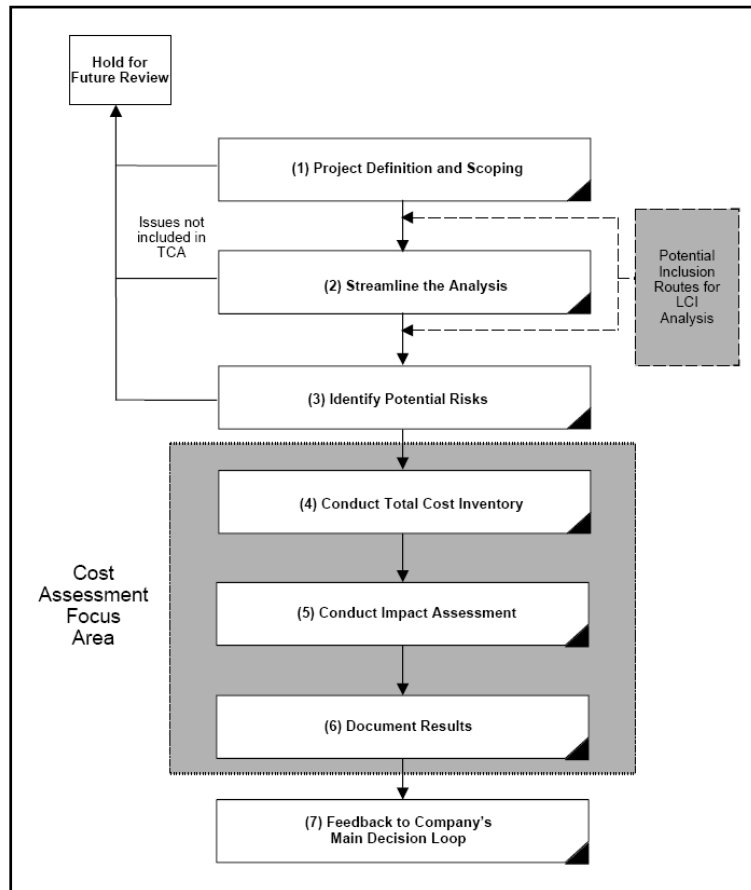 Hold for
Future Review
(1) Project Definition and Scoping
Issues not
included in
TCA
Potential
Inclusion
Routes for
LCI
Analysis
(2) Streamline the Analysis
(3) Identify Potential Risks
(4) Conduct Total Cost Inventory
Cost
Assessment
Focus
Area
(5) Conduct Impact Assessment
(6) Document Results
(7) Feedback to Company's
Main Decision Loop